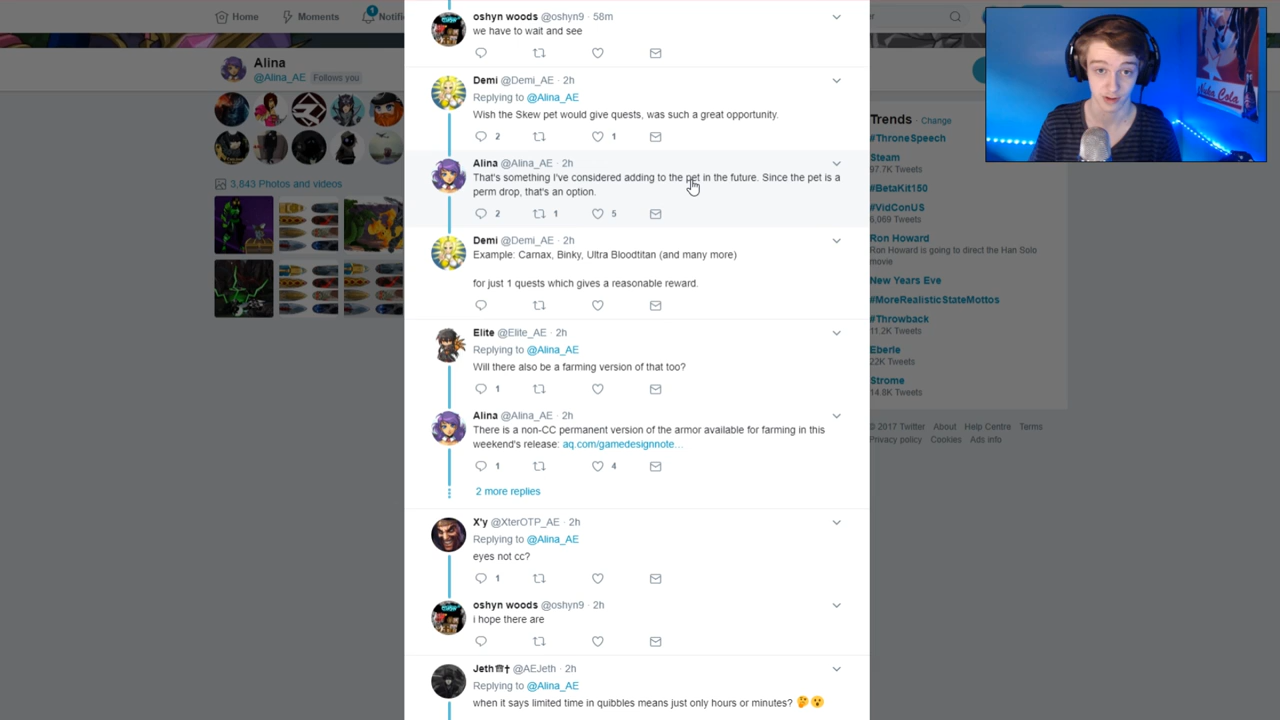 Home
Moments
1
Notifi
er
Alina
@Alina_AE Follows you
3,843 Photos and videos
oshyn woods @oshyn9 · 58m
we have to wait and see
Demi @Demi_AE · 2h
Replying to @Alina_AE
Wish the Skew pet would give quests, was such a great opportunity.
2 1
Alina @Alina_AE · 2h
That's something I've considered adding to the pet in the future. Since the pet is a
perm drop, that's an option.
2 1 5
Demi @Demi_AE · 2h
Example: Carnax, Binky, Ultra Bloodtitan (and many more)
for just 1 quests which gives a reasonable reward.
Elite @Elite_AE · 2h
Replying to @Alina_AE
Will there also be a farming version of that too?
1
Alina @Alina_AE · 2h
There is a non-CC permanent version of the armor available for farming in this
weekend's release: aq.com/gamedesignnote…
1 4
2 more replies
X'y @XterOTP_AE · 2h
Replying to @Alina_AE
eyes not cc?
1
oshyn woods @oshyn9 · 2h
i hope there are
Jeth☎† @AEJeth · 2h
Replying to @Alina_AE
when it says limited time in quibbles means just only hours or minutes? 🤔😮
Trends · Change
#ThroneSpeech
Steam
97.7K Tweets
#BetaKit150
#VidConUS
6,069 Tweets
Ron Howard
Ron Howard is going to direct the Han Solo
movie
New Years Eve
#MoreRealisticStateMottos
#Throwback
11.2K Tweets
Eberle
22K Tweets
Strome
14.8K Tweets
© 2017 Twitter About Help Centre Terms
Privacy policy Cookies Ads info
Nuka Cola